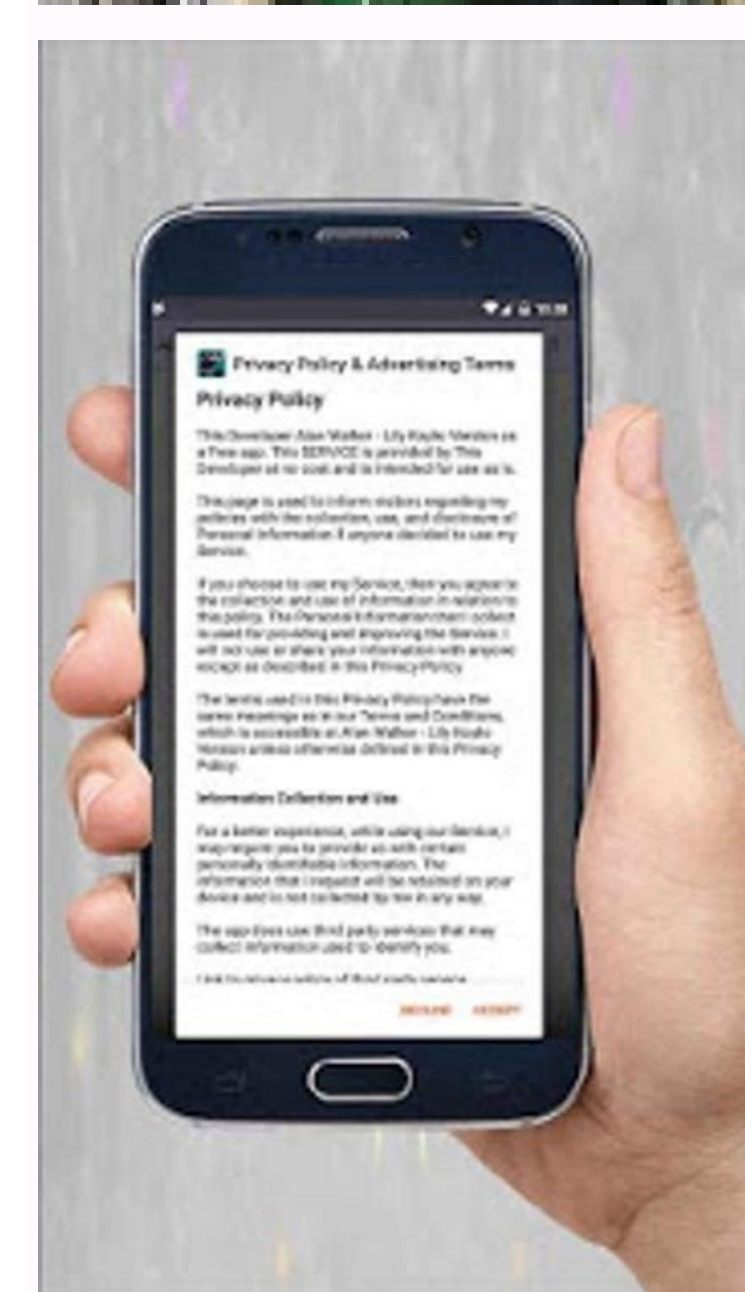 Privacy Policy & Advertising Terms
Privacy Policy
This Developer Alan Walker - Lily Koplo Version as
a Free app. This SERVICE is provided by This
Developer at no cost and is intended for use as is.
This page is used to inform visitors regarding my
policies with the collection, use, and disclosure of
Personal Information if anyone decided to use my
Service.
If you choose to use my Service, then you agree to
the collection and use of information in relation to
this policy. The Personal Information that I collect
is used for providing and improving the Service. I
will not use or share your information with anyone
except as described in this Privacy Policy.
The terms used in this Privacy Policy have the
same meanings as in our Terms and Conditions,
which is accessible at Alan Walker - Lily Koplo
Version unless otherwise defined in this Privacy
Policy.
Information Collection and Use
For a better experience, while using our Service, I
may require you to provide us with certain
personally identifiable information. The
information that I request will be retained on your
device and is not collected by me in any way.
The app does use third party services that may
collect information used to identify you.
Link to privacy policy of third party service
DECLINE ACCEPT